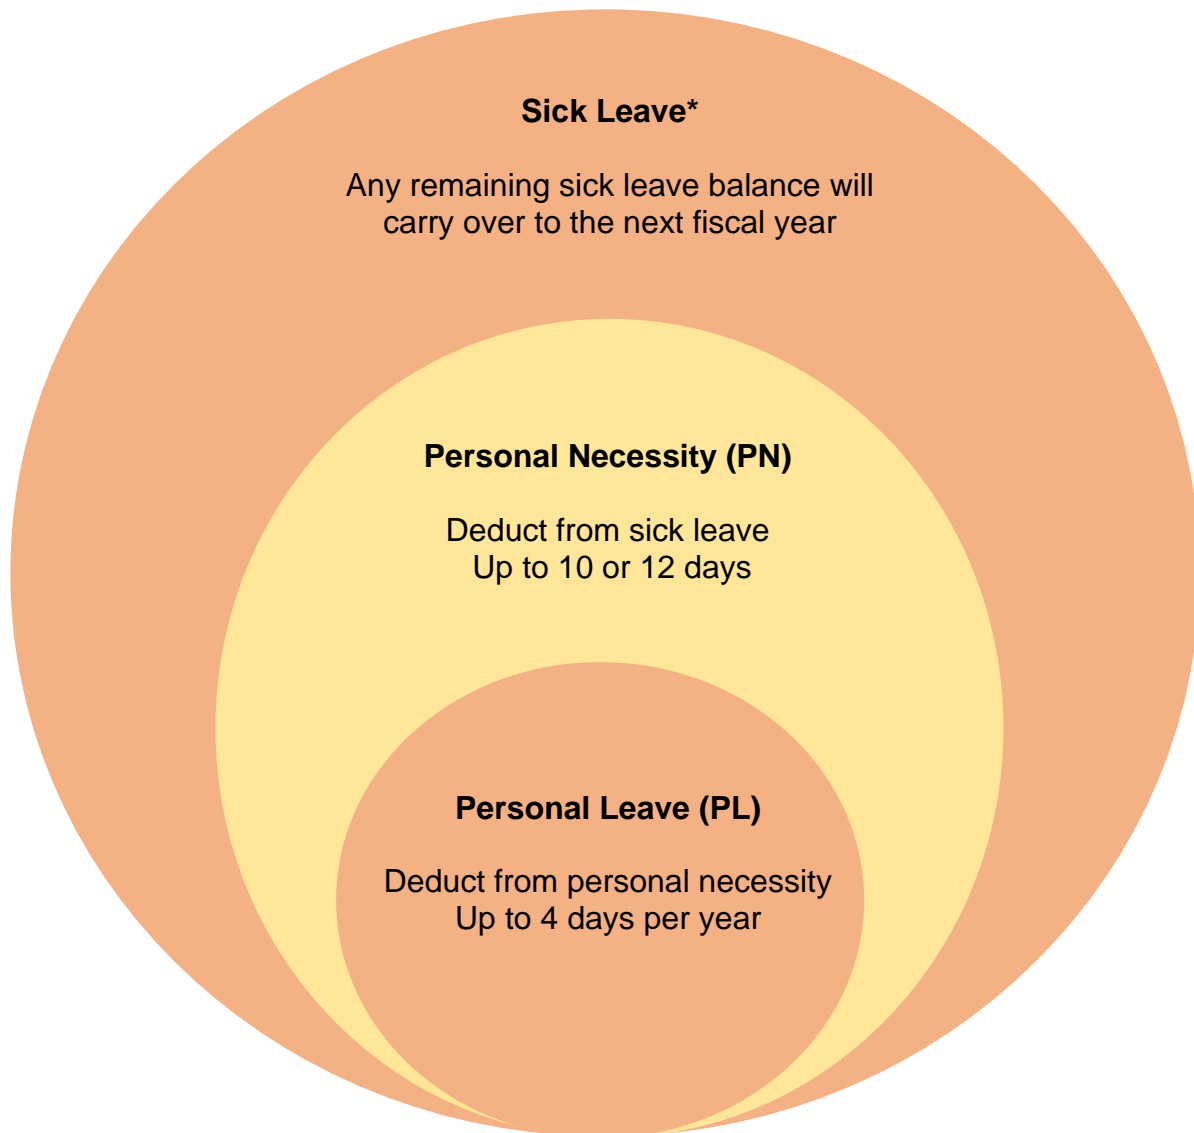 Sick Leave*
Any remaining sick leave balance will
carry over to the next fiscal year
Personal Necessity (PN)
Deduct from sick leave
Up to 10 or 12 days
Personal Leave (PL)
Deduct from personal necessity
Up to 4 days per year